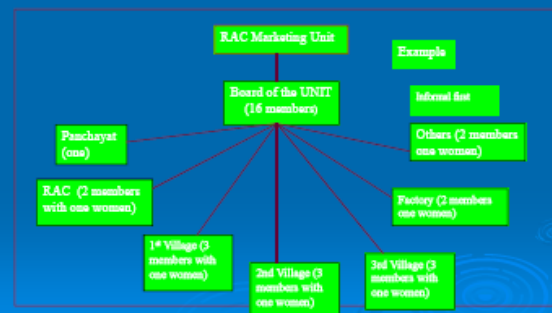 RAC Marketing Unit
Example
Board of the UNIT
(16 members)
Informal first
Panchayat
(one)
Others (2 members
one women)
RAC (2 members
with one women)
Factory (2 members
one women)
1st Village (3
members with
one women)
2nd Village (3
members with
one women)
3rd Village (3
members with
one women)